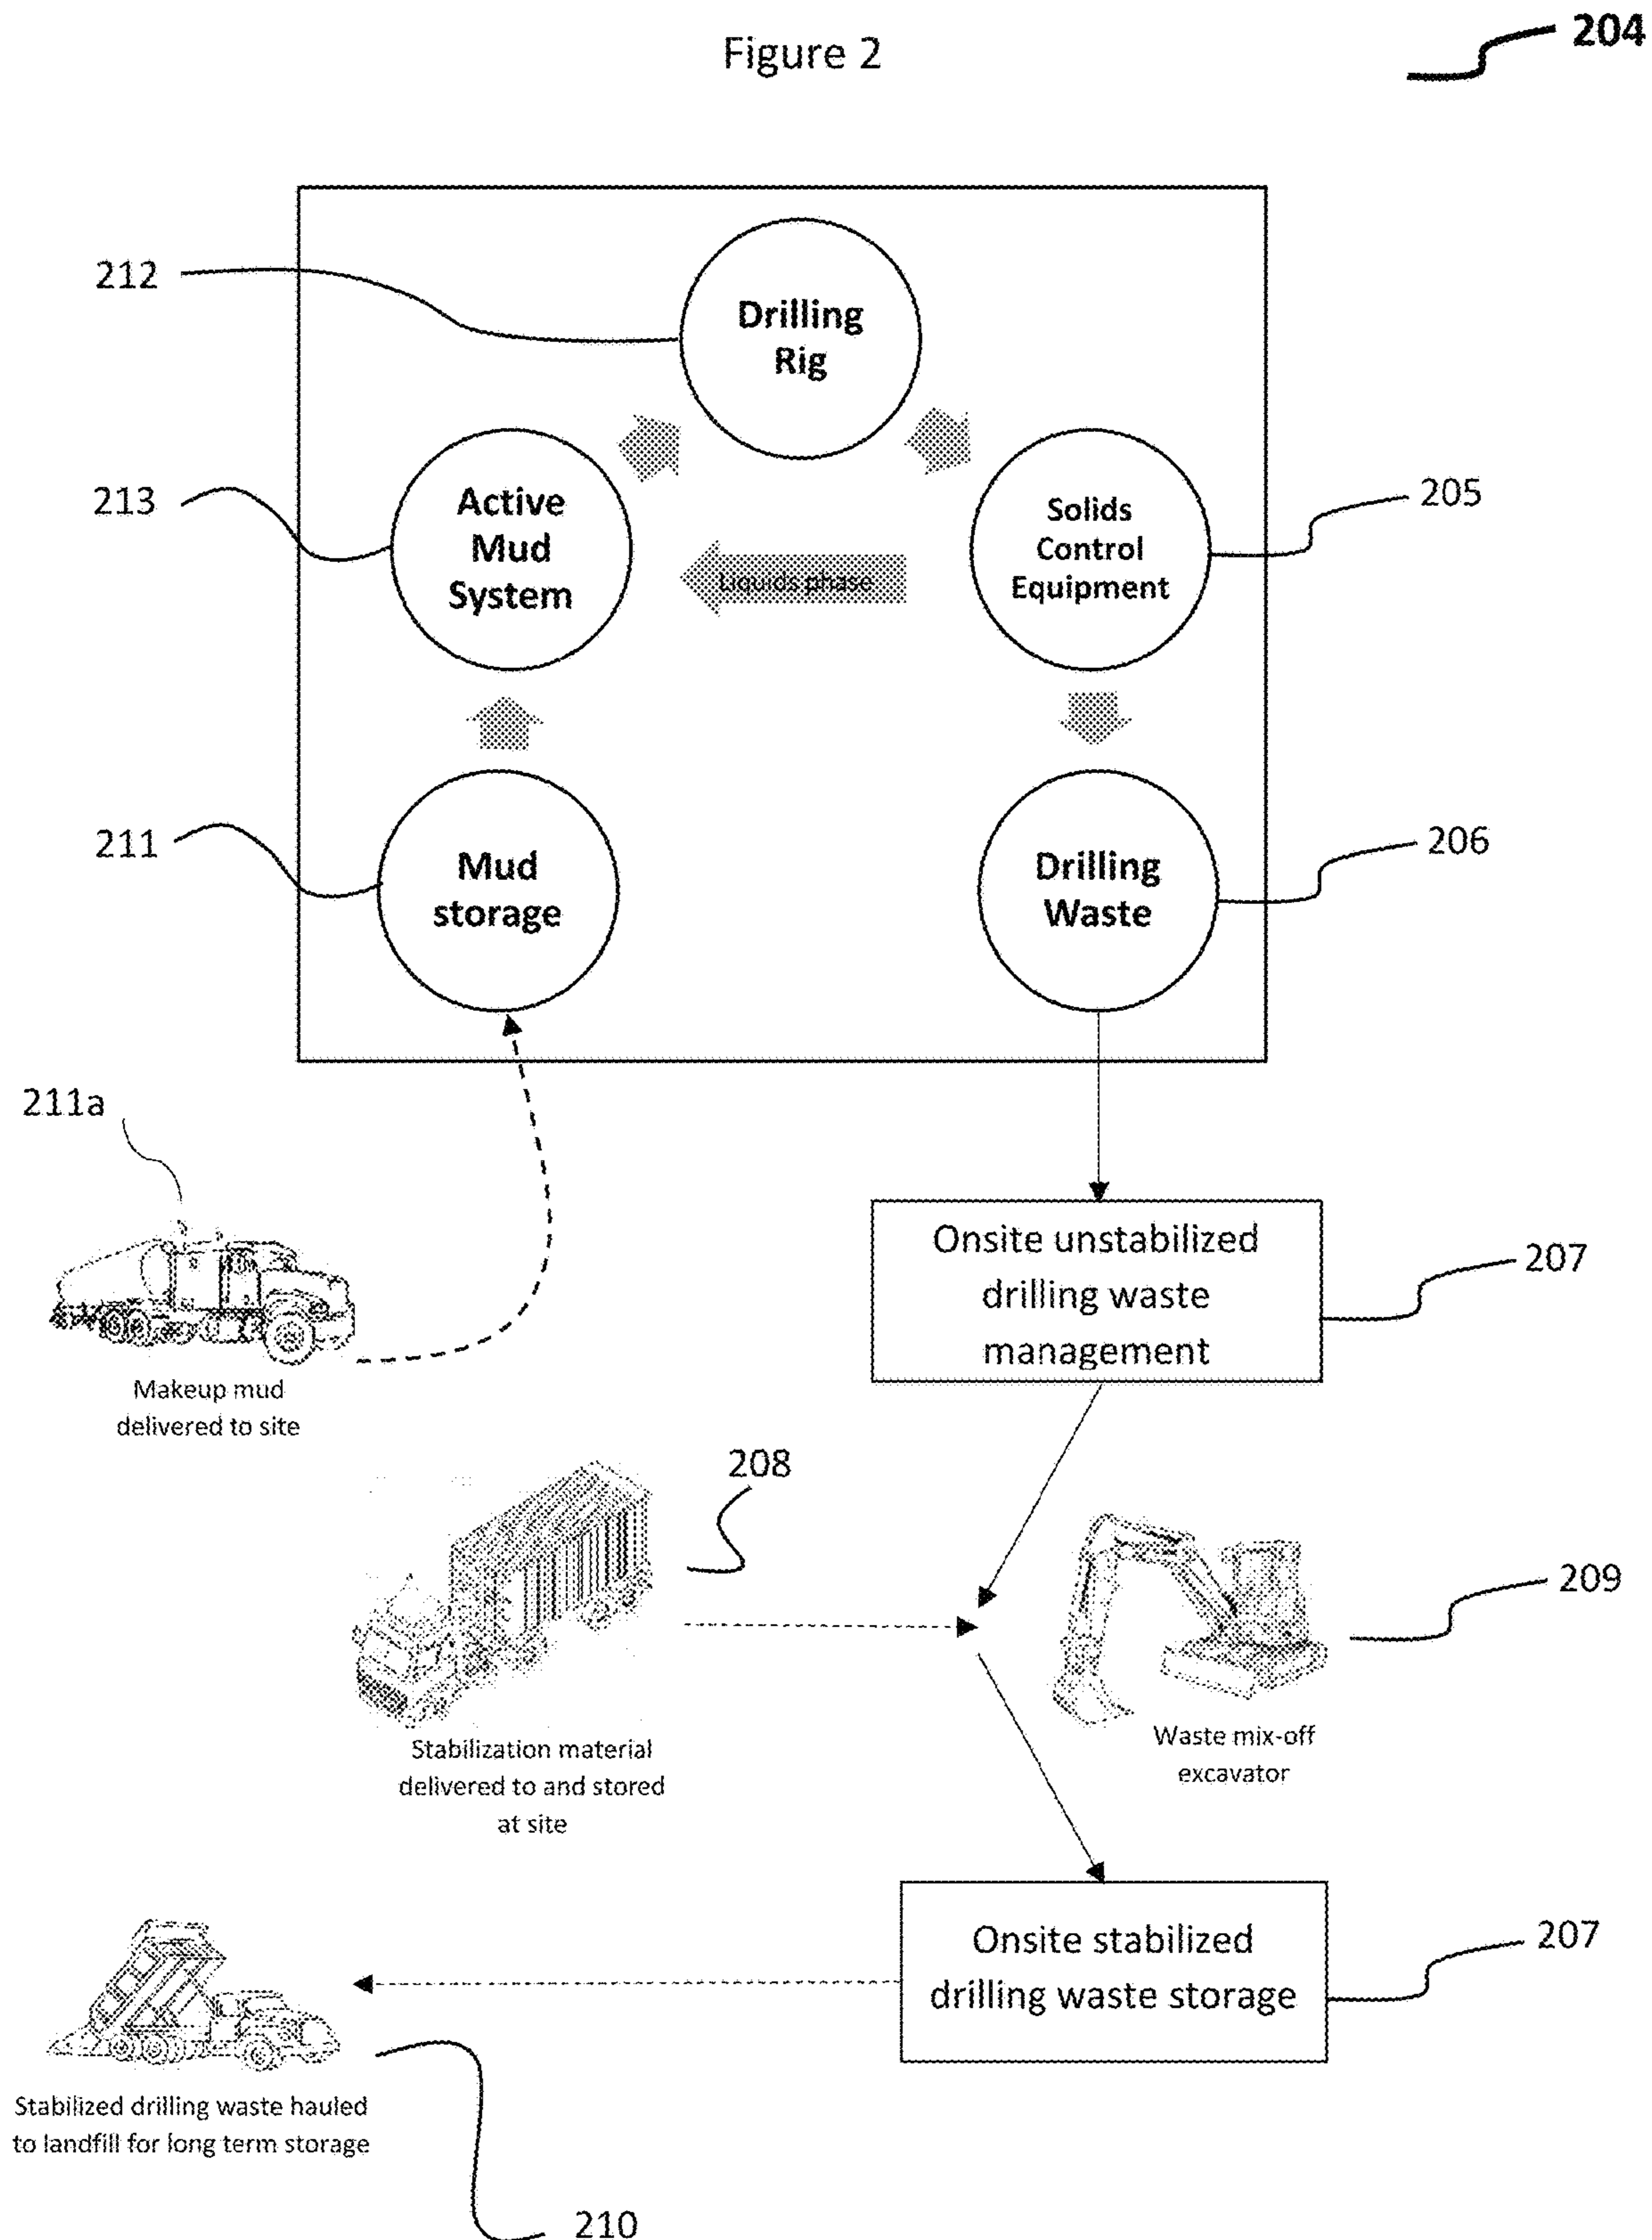 Figure 2
204
212
Drilling
Rig
213
Active
Mud
System
Liquids phase
Solids
Control
Equipment
205
211
Mud
storage
Drilling
Waste
206
211a
Makeup mud
delivered to site
Onsite unstabilized
drilling waste
management
207
208
Stabilization material
delivered to and stored
at site
209
Waste mix-off
excavator
Onsite stabilized
drilling waste storage
207
Stabilized drilling waste hauled
to landfill for long term storage
210